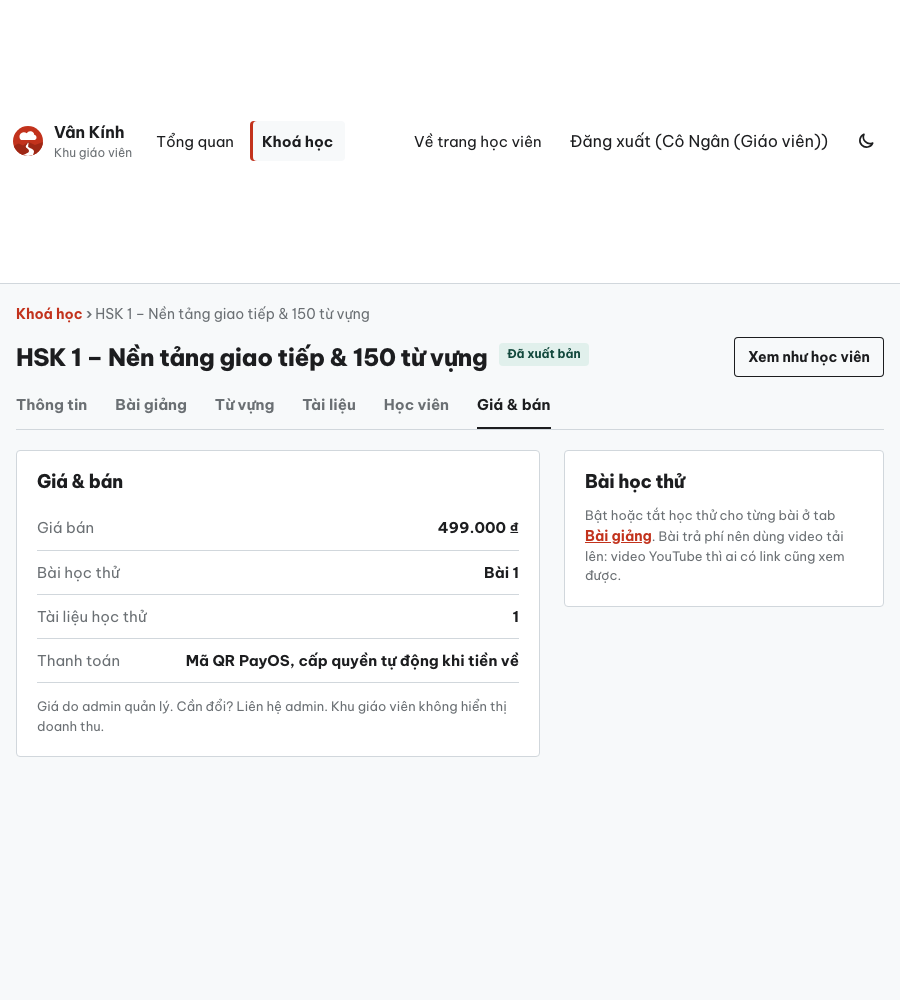 Vân Kính
Khu giáo viên
Tổng quan
Khoá học
Về trang học viên
Đăng xuất (Cô Ngân (Giáo viên))
Khoá học › HSK 1 – Nền tảng giao tiếp & 150 từ vựng
HSK 1 – Nền tảng giao tiếp & 150 từ vựng
Đã xuất bản
Xem như học viên
Thông tin
Bài giảng
Từ vựng
Tài liệu
Học viên
Giá & bán
Giá & bán
Giá bán 499.000 ₫
Bài học thử Bài 1
Tài liệu học thử 1
Thanh toán Mã QR PayOS, cấp quyền tự động khi tiền về
Giá do admin quản lý. Cần đổi? Liên hệ admin. Khu giáo viên không hiển thị
doanh thu.
Bài học thử
Bật hoặc tắt học thử cho từng bài ở tab
Bài giảng. Bài trả phí nên dùng video tải
lên: video YouTube thì ai có link cũng xem
được.